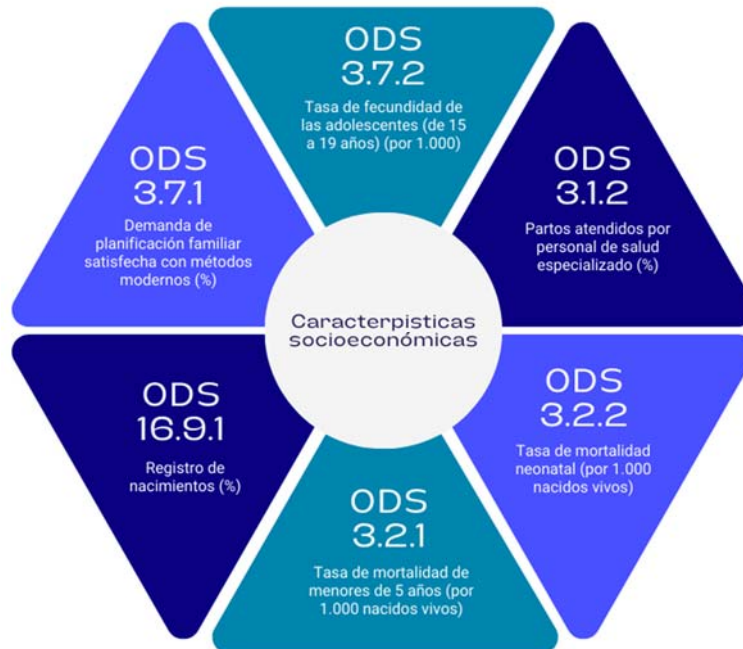 ODS
3.7.2
Tasa de fecundidad de
las adolescentes (de 15
a 19 años) (por 1.000)
ODS
3.1.2
Partos atendidos por
personal de salud
especializado (%)
ODS
3.2.2
Tasa de mortalidad
neonatal (por 1.000
nacidos vivos)
ODS
3.2.1
Tasa de mortalidad de
menores de 5 años (por
1.000 nacidos vivos)
ODS
16.9.1
Registro de
nacimientos (%)
ODS
3.7.1
Demanda de
planificación familiar
satisfecha con métodos
modernos (%)
Caracterpisticas
socioeconómicas